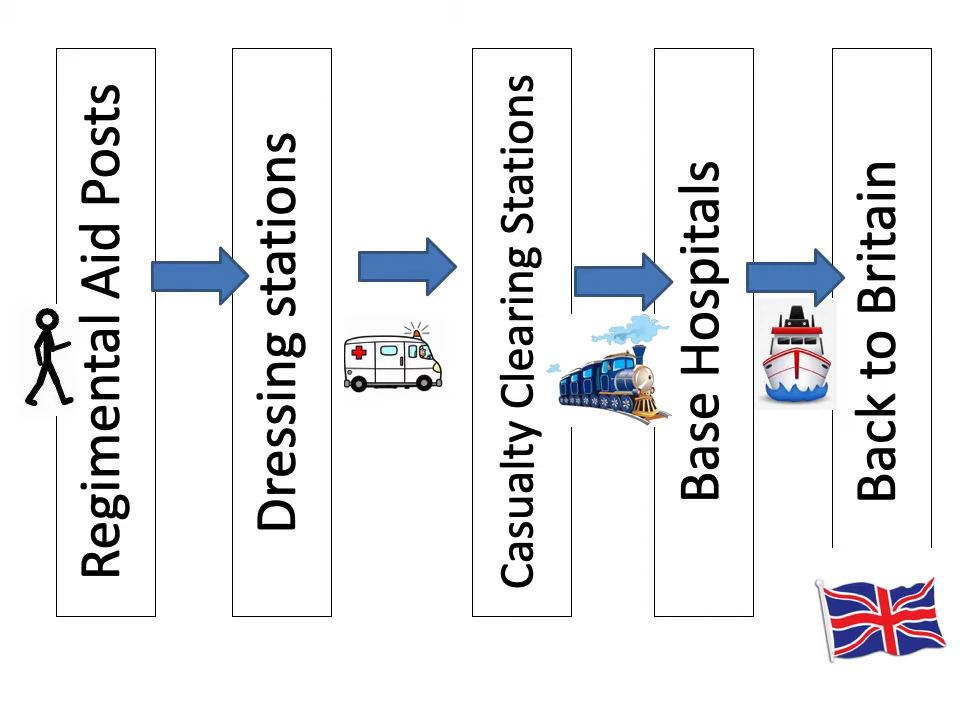 Regimental Aid Posts
Dressing stations
Casualty Clearing Stations
Base Hospitals
Back to Britain